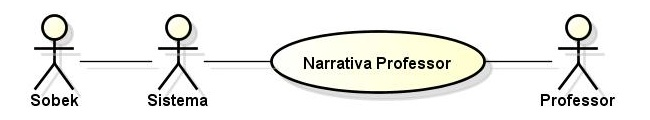 Narrativa Professor
Sobek
Sistema
Professor